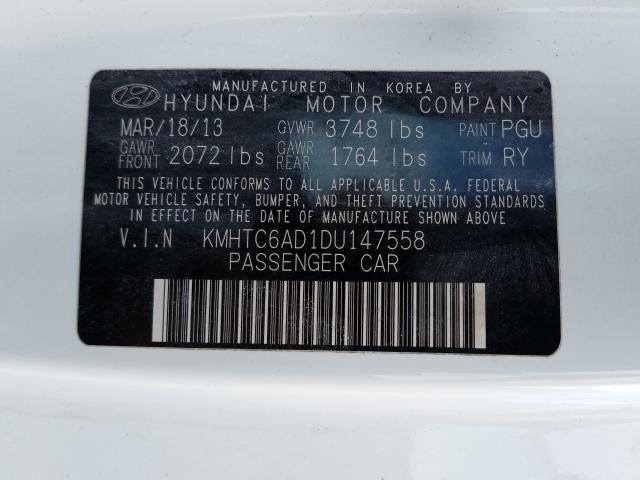 MANUFACTURED IN KOREA BY
HYUNDAI MOTOR COMPANY
MAR/18/13 GVWR 3748 lbs PAINT PGU
GAWR FRONT 2072 lbs GAWR REAR 1764 lbs TRIM RY
THIS VEHICLE CONFORMS TO ALL APPLICABLE U.S.A. FEDERAL
MOTOR VEHICLE SAFETY, BUMPER, AND THEFT PREVENTION STANDARDS
IN EFFECT ON THE DATE OF MANUFACTURE SHOWN ABOVE.
V.I.N KMHTC6AD1DU147558
PASSENGER CAR